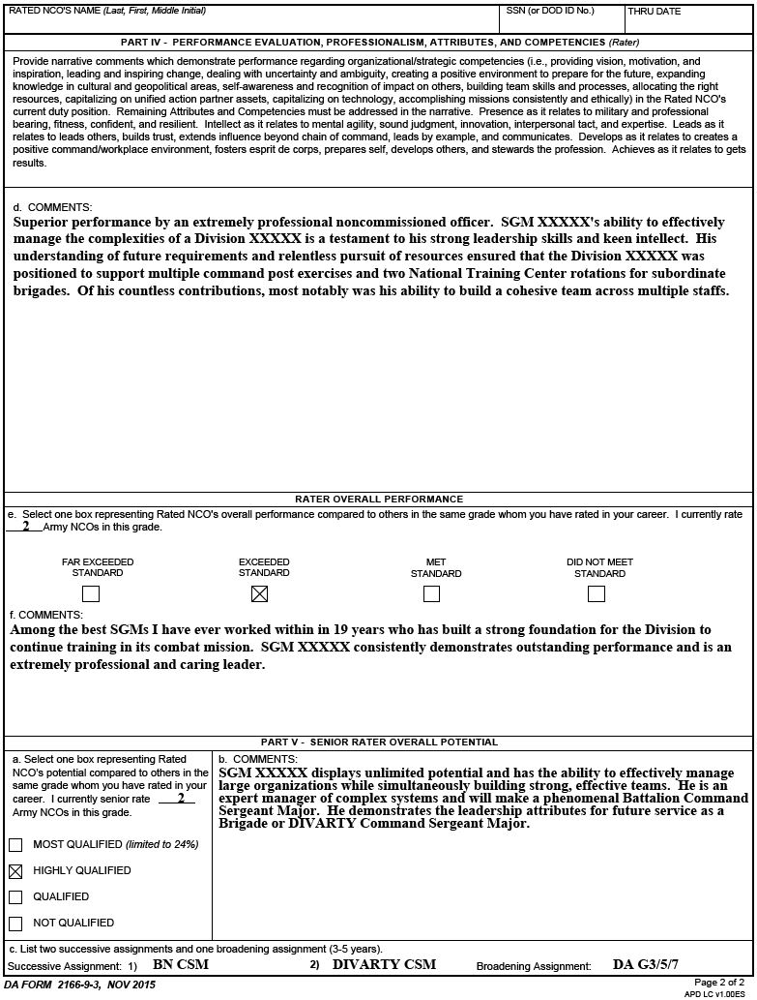 RATED NCO'S NAME (Last, First, Middle Initial)
SSN (or DOD ID No.)
THRU DATE
PART IV - PERFORMANCE EVALUATION, PROFESSIONALISM, ATTRIBUTES, AND COMPETENCIES (Rater)
Provide narrative comments which demonstrate performance regarding organizational/strategic competencies (i.e., providing vision, motivation, and
inspiration, leading and inspiring change, dealing with uncertainty and ambiguity, creating a positive environment to prepare for the future, expanding
knowledge in cultural and geopolitical areas, self-awareness and recognition of impact on others, building team skills and processes, allocating the right
resources, capitalizing on unified action partner assets, capitalizing on technology, accomplishing missions consistently and ethically) in the Rated NCO's
current duty position. Remaining Attributes and Competencies must be addressed in the narrative. Presence as it relates to military and professional
bearing, fitness, confident, and resilient. Intellect as it relates to mental agility, sound judgment, innovation, interpersonal tact, and expertise. Leads as it
relates to leads others, builds trust, extends influence beyond chain of command, leads by example, and communicates. Develops as it relates to creates a
positive command/workplace environment, fosters esprit de corps, prepares self, develops others, and stewards the profession. Achieves as it relates to gets
results.
d. COMMENTS:
Superior performance by an extremely professional noncommissioned officer. SGM XXXXX's ability to effectively
manage the complexities of a Division XXXXX is a testament to his strong leadership skills and keen intellect. His
understanding of future requirements and relentless pursuit of resources ensured that the Division XXXXX was
positioned to support multiple command post exercises and two National Training Center rotations for subordinate
brigades. Of his countless contributions, most notably was his ability to build a cohesive team across multiple staffs.
RATER OVERALL PERFORMANCE
e. Select one box representing Rated NCO's overall performance compared to others in the same grade whom you have rated in your career. I currently rate
2 Army NCOs in this grade.
FAR EXCEEDED STANDARD
EXCEEDED STANDARD
MET STANDARD
DID NOT MEET STANDARD
f. COMMENTS:
Among the best SGMs I have ever worked within in 19 years who has built a strong foundation for the Division to
continue training in its combat mission. SGM XXXXX consistently demonstrates outstanding performance and is an
extremely professional and caring leader.
PART V - SENIOR RATER OVERALL POTENTIAL
a. Select one box representing Rated
NCO's potential compared to others in the
same grade whom you have rated in your
career. I currently senior rate 2
Army NCOs in this grade.
MOST QUALIFIED (limited to 24%)
HIGHLY QUALIFIED
QUALIFIED
NOT QUALIFIED
b. COMMENTS:
SGM XXXXX displays unlimited potential and has the ability to effectively manage
large organizations while simultaneously building strong, effective teams. He is an
expert manager of complex systems and will make a phenomenal Battalion Command
Sergeant Major. He demonstrates the leadership attributes for future service as a
Brigade or DIVARTY Command Sergeant Major.
c. List two successive assignments and one broadening assignment (3-5 years).
Successive Assignment: 1) BN CSM 2) DIVARTY CSM Broadening Assignment: DA G3/5/7
DA FORM 2166-9-3, NOV 2015
Page 2 of 2
APD LC v1.00ES